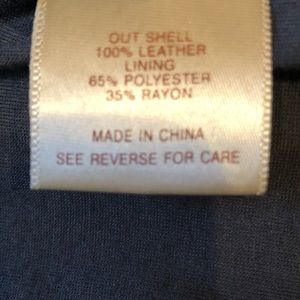 OUT SHELL
100% LEATHER
LINING
65% POLYESTER
35% RAYON
MADE IN CHINA
SEE REVERSE FOR CARE